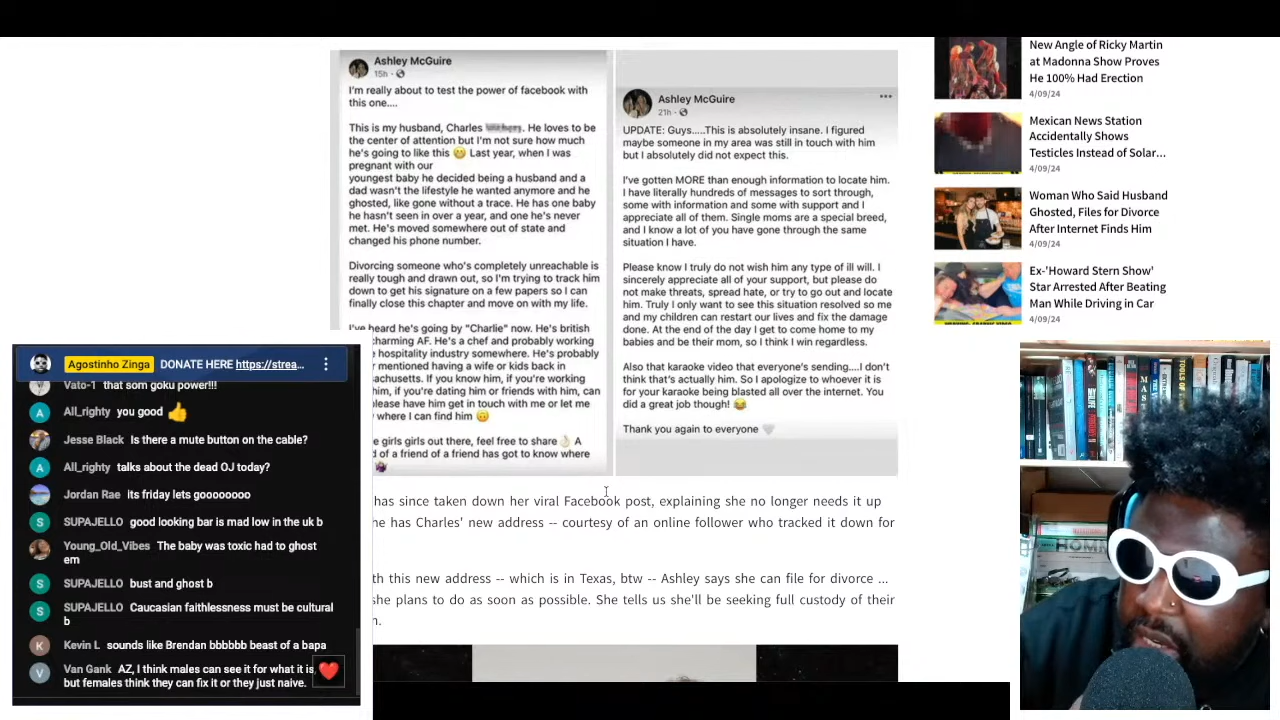 Ashley McGuire
15h
I'm really about to test the power of facebook with
this one....
This is my husband, Charles
He loves to be
the center of attention but I'm not sure how much
he's going to like this 😬 Last year, when I was
pregnant with our
youngest baby he decided being a husband and a
dad wasn't the lifestyle he wanted anymore and he
ghosted, like gone without a trace. He has one baby
he hasn't seen in over a year, and one he's never
met. He's moved somewhere out of state and
changed his phone number.
Divorcing someone who's completely unreachable is
really tough and drawn out, so I'm trying to track him
down to get his signature on a few papers so I can
finally close this chapter and move on with my life.
I've heard he's going by "Charlie" now. He's british
charming AF. He's a chef and probably working
hospitality industry somewhere. He's probably
r mentioned having a wife or kids back in
achusetts. If you know him, if you're working
him, if you're dating him or friends with him, can
lease have him get in touch with me or let me
where I can find him 🙃
e girls girls out there, feel free to share 👌🏻 A
d of a friend of a friend has got to know where
Ashley McGuire
21h
UPDATE: Guys.....This is absolutely insane. I figured
maybe someone in my area was still in touch with him
but I absolutely did not expect this.
I've gotten MORE than enough information to locate him.
I have literally hundreds of messages to sort through,
some with information and some with support and I
appreciate all of them. Single moms are a special breed,
and I know a lot of you have gone through the same
situation I have.
Please know I truly do not wish him any type of ill will. I
sincerely appreciate all of your support, but please do
not make threats, spread hate, or try to go out and locate
him. Truly I only want to see this situation resolved so me
and my children can restart our lives and fix the damage
done. At the end of the day I get to come home to my
babies and be their mom, so I think I win regardless.
Also that karaoke video that everyone's sending....I don't
think that's actually him. So I apologize to whoever it is
for your karaoke being blasted all over the internet. You
did a great job though! 😂
Thank you again to everyone 🤍
has since taken down her viral Facebook post, explaining she no longer needs it up
he has Charles' new address -- courtesy of an online follower who tracked it down for
th this new address -- which is in Texas, btw -- Ashley says she can file for divorce ...
she plans to do as soon as possible. She tells us she'll be seeking full custody of their
n.
New Angle of Ricky Martin
at Madonna Show Proves
He 100% Had Erection
4/09/24
Mexican News Station
Accidentally Shows
Testicles Instead of Solar...
4/09/24
Woman Who Said Husband
Ghosted, Files for Divorce
After Internet Finds Him
4/09/24
Ex-'Howard Stern Show'
Star Arrested After Beating
Man While Driving in Car
4/09/24
Agostinho Zinga DONATE HERE https://strea...
Vato-1 that som goku power!!!
All_righty you good 👍
Jesse Black Is there a mute button on the cable?
All_righty talks about the dead OJ today?
Jordan Rae its friday lets goooooooo
SUPAJELLO good looking bar is mad low in the uk b
Young_Old_Vibes The baby was toxic had to ghost
em
SUPAJELLO bust and ghost b
SUPAJELLO Caucasian faithlessness must be cultural
b
Kevin L sounds like Brendan bbbbbb beast of a bapa
Van Gank AZ, I think males can see it for what it is,
but females think they can fix it or they just naive.